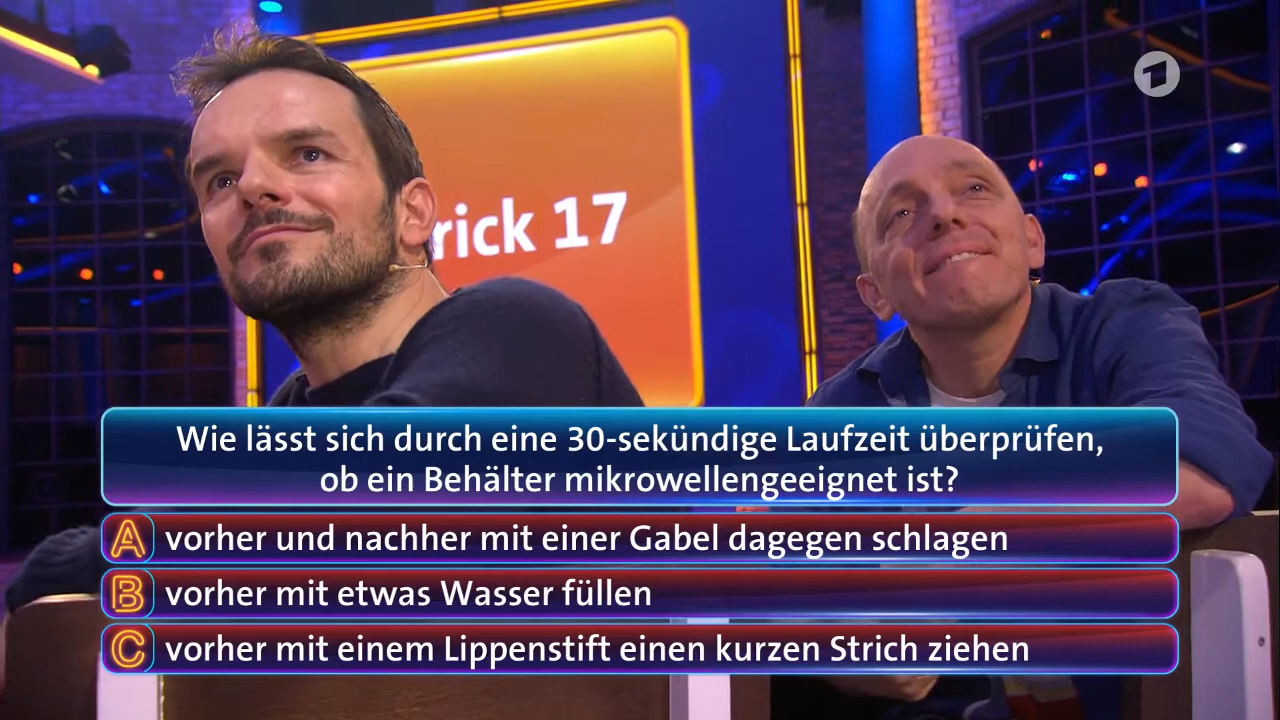 rick 17
1
Wie lässt sich durch eine 30-sekündige Laufzeit überprüfen,
ob ein Behälter mikrowellengeeignet ist?
A vorher und nachher mit einer Gabel dagegen schlagen
B vorher mit etwas Wasser füllen
C vorher mit einem Lippenstift einen kurzen Strich ziehen